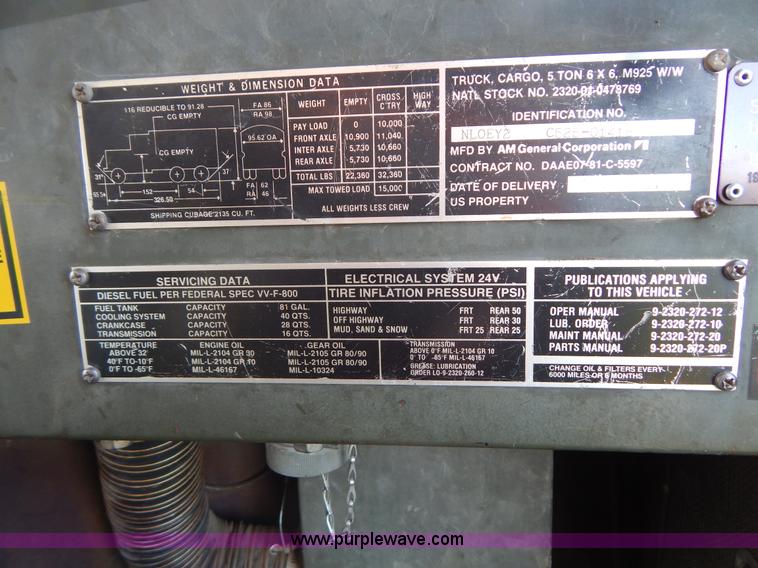 WEIGHT & DIMENSION DATA
116 REDUCIBLE TO 91.28
CG EMPTY
CG EMPTY
FA 86
RA 98
95.62 OA
31°
37°
152
54
326.50
FA 62
RA 46
SHIPPING CUBAGE 2135 CU. FT.
WEIGHT EMPTY CROSS C'TRY HIGH WAY
PAY LOAD 0 10,000
FRONT AXLE 10,900 11,040
INTER AXLE 5,730 10,660
REAR AXLE 5,730 10,660
TOTAL LBS 22,360 32,360
MAX TOWED LOAD 15,000
ALL WEIGHTS LESS CREW
TRUCK, CARGO, 5 TON 6 X 6, M925 W/W
NATL STOCK NO. 2320-01-0478769
IDENTIFICATION NO.
NLOEY2
MFD BY AM General Corporation
CONTRACT NO. DAAE07-81-C-5597
DATE OF DELIVERY
US PROPERTY
SERVICING DATA
DIESEL FUEL PER FEDERAL SPEC VV-F-800
FUEL TANK CAPACITY 81 GAL.
COOLING SYSTEM CAPACITY 40 QTS.
CRANKCASE CAPACITY 28 QTS.
TRANSMISSION CAPACITY 16 QTS.
TEMPERATURE ENGINE OIL GEAR OIL
ABOVE 32° MIL-L-2104 GR 30 MIL-L-2105 GR 80/90
40°F TO-10°F MIL-L-2104 GR 10 MIL-L-2105 GR 80/90
0°F TO -65°F MIL-L-46167 MIL-L-10324
ELECTRICAL SYSTEM 24V
TIRE INFLATION PRESSURE (PSI)
HIGHWAY FRT REAR 50
OFF HIGHWAY FRT REAR 30
MUD, SAND & SNOW FRT 25 REAR 25
TRANSMISSION
ABOVE 0°F MIL-L-2104 GR 10
0° TO -65°F MIL-L-46167
GREASE: LUBRICATION
ORDER LO-9-2320-260-12
PUBLICATIONS APPLYING
TO THIS VEHICLE
OPER MANUAL 9-2320-272-12
LUB. ORDER 9-2320-272-10
MAINT MANUAL 9-2320-272-20
PARTS MANUAL 9-2320-272-20P
CHANGE OIL & FILTERS EVERY
6000 MILES OR 6 MONTHS
www.purplewave.com